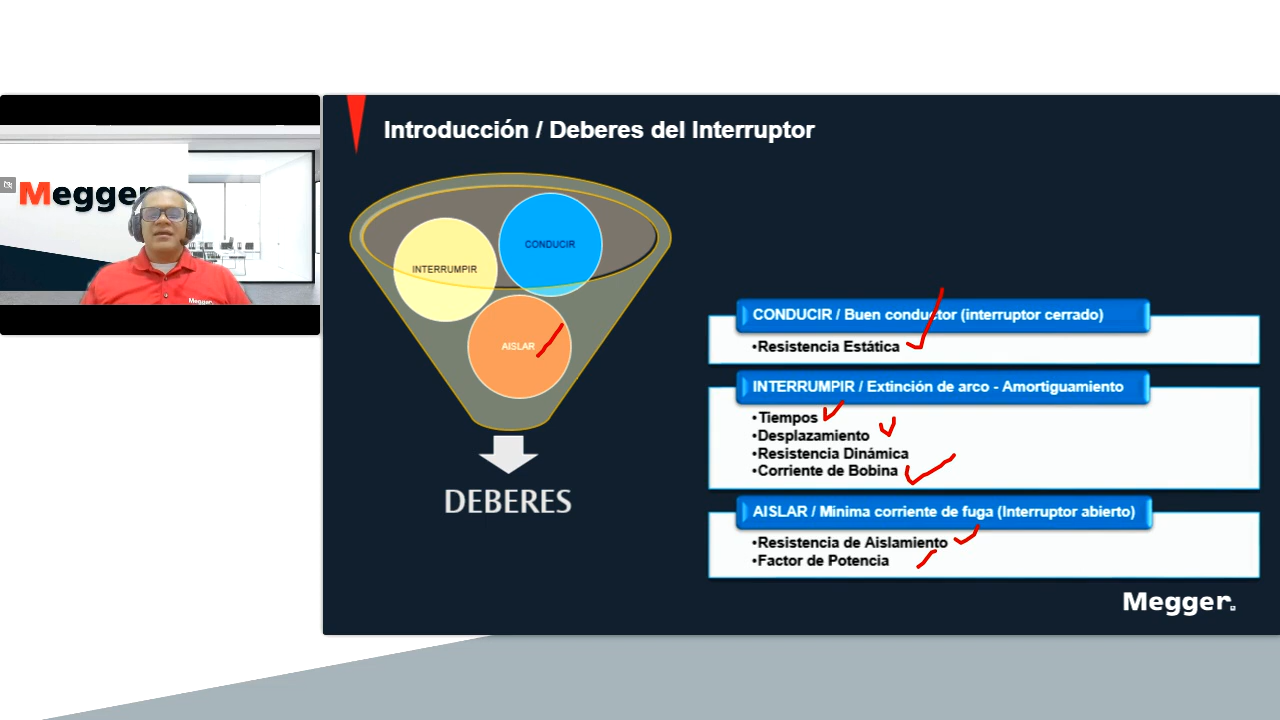 Megger
Megger.
Introducción / Deberes del Interruptor
CONDUCIR
INTERRUMPIR
AISLAR
DEBERES
CONDUCIR / Buen conductor (interruptor cerrado)
•Resistencia Estática
INTERRUMPIR / Extinción de arco - Amortiguamiento
•Tiempos
•Desplazamiento
•Resistencia Dinámica
•Corriente de Bobina
AISLAR / Mínima corriente de fuga (Interruptor abierto)
•Resistencia de Aislamiento
•Factor de Potencia
Megger.